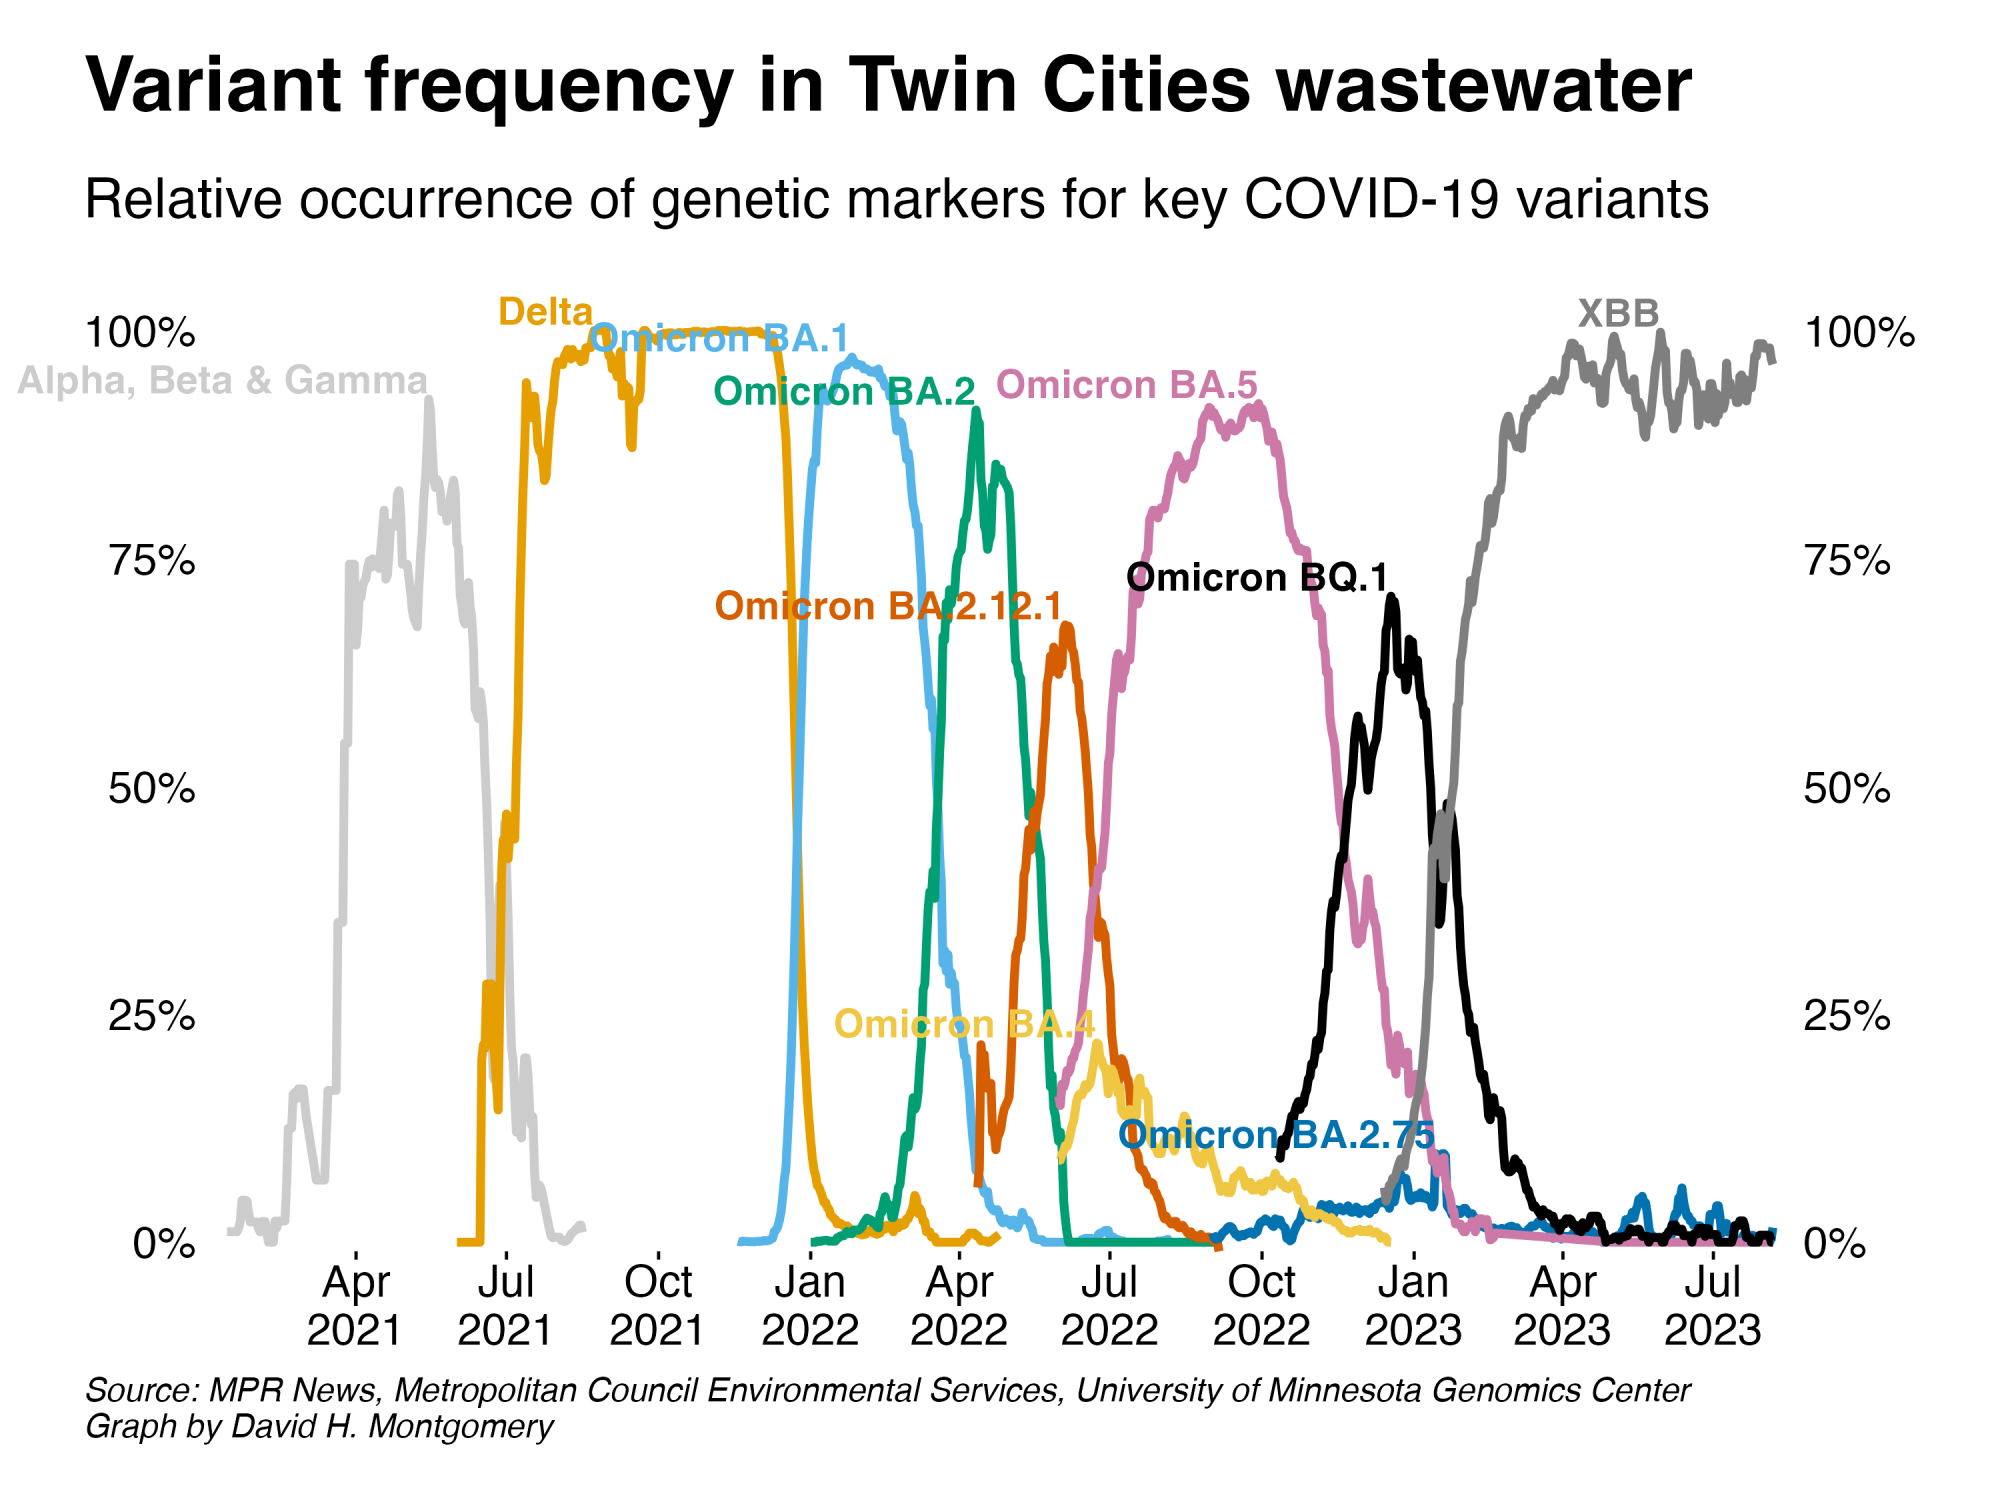 Variant frequency in Twin Cities wastewater
Relative occurrence of genetic markers for key COVID-19 variants
Delta
XBB
100%
Omicron BA.1
100%
Alpha, Beta & Gamma
Omicron BA.2
Omicron BA.5
75%
Omicron BQ.1
75%
Omicron BA.2.12.1
50%
50%
25%
Omicron BA.4
25%
Omicron BA.2.75
0%
0%
Apr 2021
Jul 2021
Oct 2021
Jan 2022
Apr 2022
Jul 2022
Oct 2022
Jan 2023
Apr 2023
Jul 2023
Source: MPR News, Metropolitan Council Environmental Services, University of Minnesota Genomics Center
Graph by David H. Montgomery